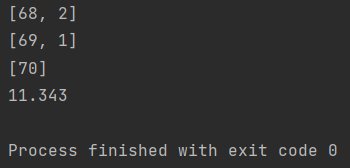 [68, 2]
[69, 1]
[70]
11.343
Process finished with exit code 0